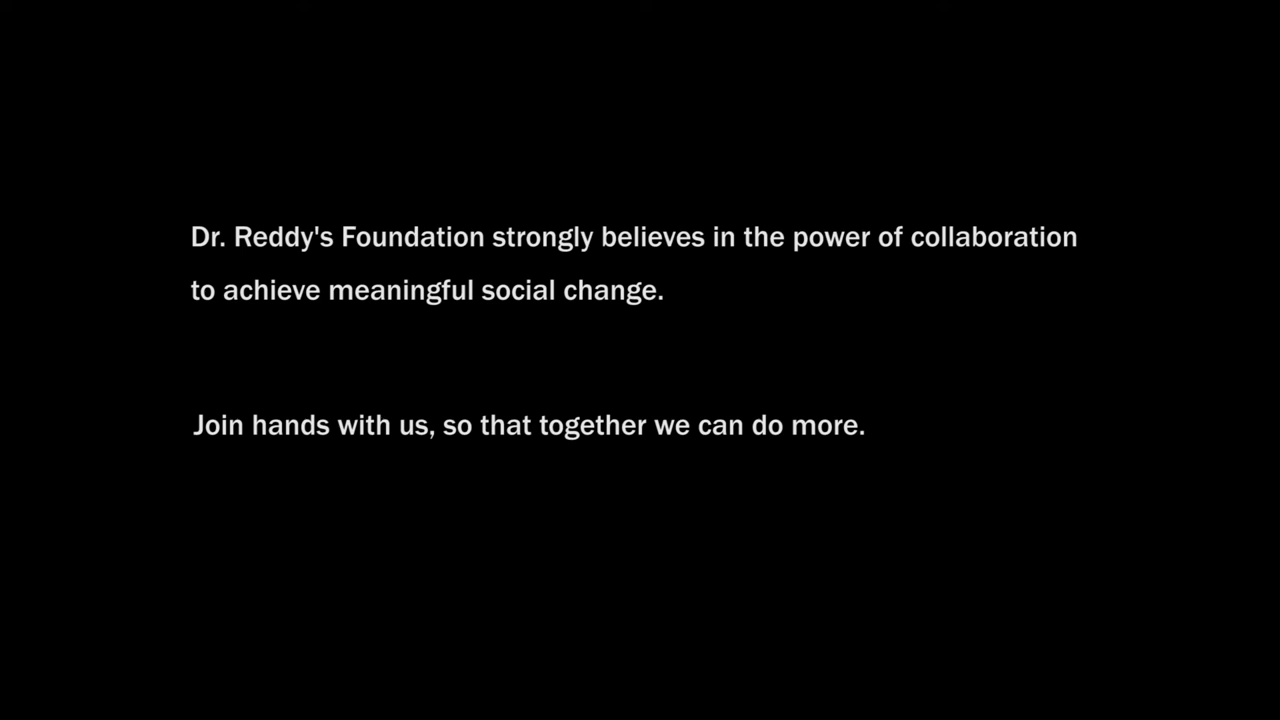 Dr. Reddy's Foundation strongly believes in the power of collaboration
to achieve meaningful social change.
Join hands with us, so that together we can do more.